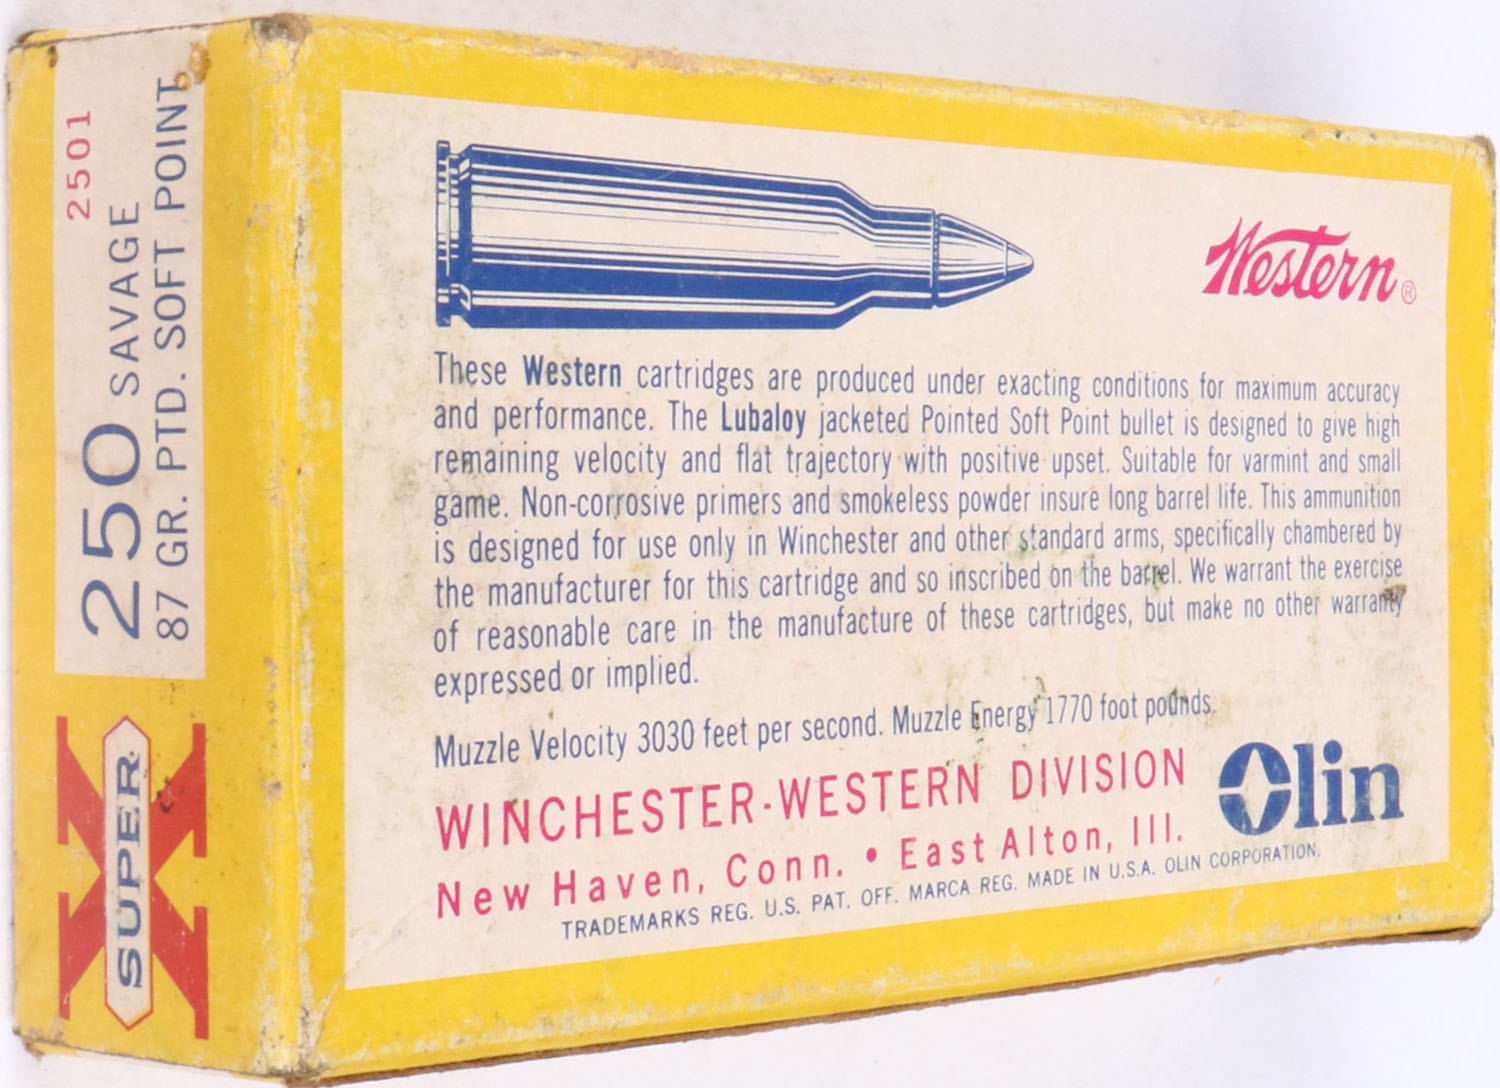 2501
250 SAVAGE
87 GR. PTD. SOFT POINT
SUPER X
Western®
These Western cartridges are produced under exacting conditions for maximum accuracy
and performance. The Lubaloy jacketed Pointed Soft Point bullet is designed to give high
remaining velocity and flat trajectory with positive upset. Suitable for varmint and small
game. Non-corrosive primers and smokeless powder insure long barrel life. This ammunition
is designed for use only in Winchester and other standard arms, specifically chambered by
the manufacturer for this cartridge and so inscribed on the barrel. We warrant the exercise
of reasonable care in the manufacture of these cartridges, but make no other warranty
expressed or implied.
Muzzle Velocity 3030 feet per second. Muzzle Energy 1770 foot pounds.
WINCHESTER-WESTERN DIVISION
New Haven, Conn. • East Alton, Ill.
Olin
TRADEMARKS REG. U.S. PAT. OFF. MARCA REG. MADE IN U.S.A. OLIN CORPORATION.